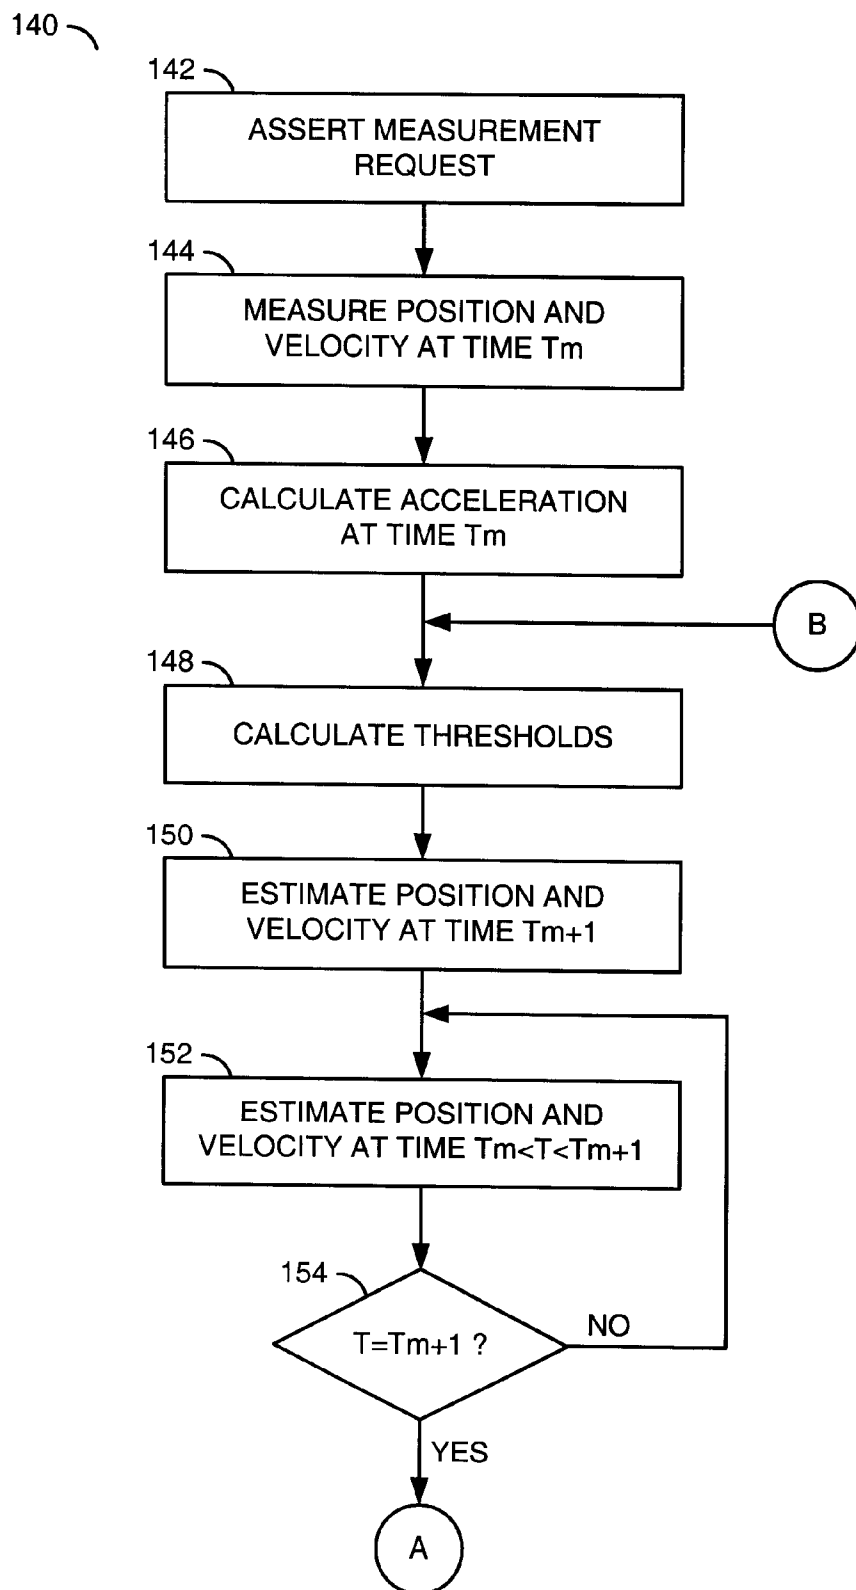 140
142
ASSERT MEASUREMENT
REQUEST
144
MEASURE POSITION AND
VELOCITY AT TIME Tm
146
CALCULATE ACCELERATION
AT TIME Tm
B
148
CALCULATE THRESHOLDS
150
ESTIMATE POSITION AND
VELOCITY AT TIME Tm+1
152
ESTIMATE POSITION AND
VELOCITY AT TIME Tm<T<Tm+1
154
T=Tm+1 ?
NO
YES
A